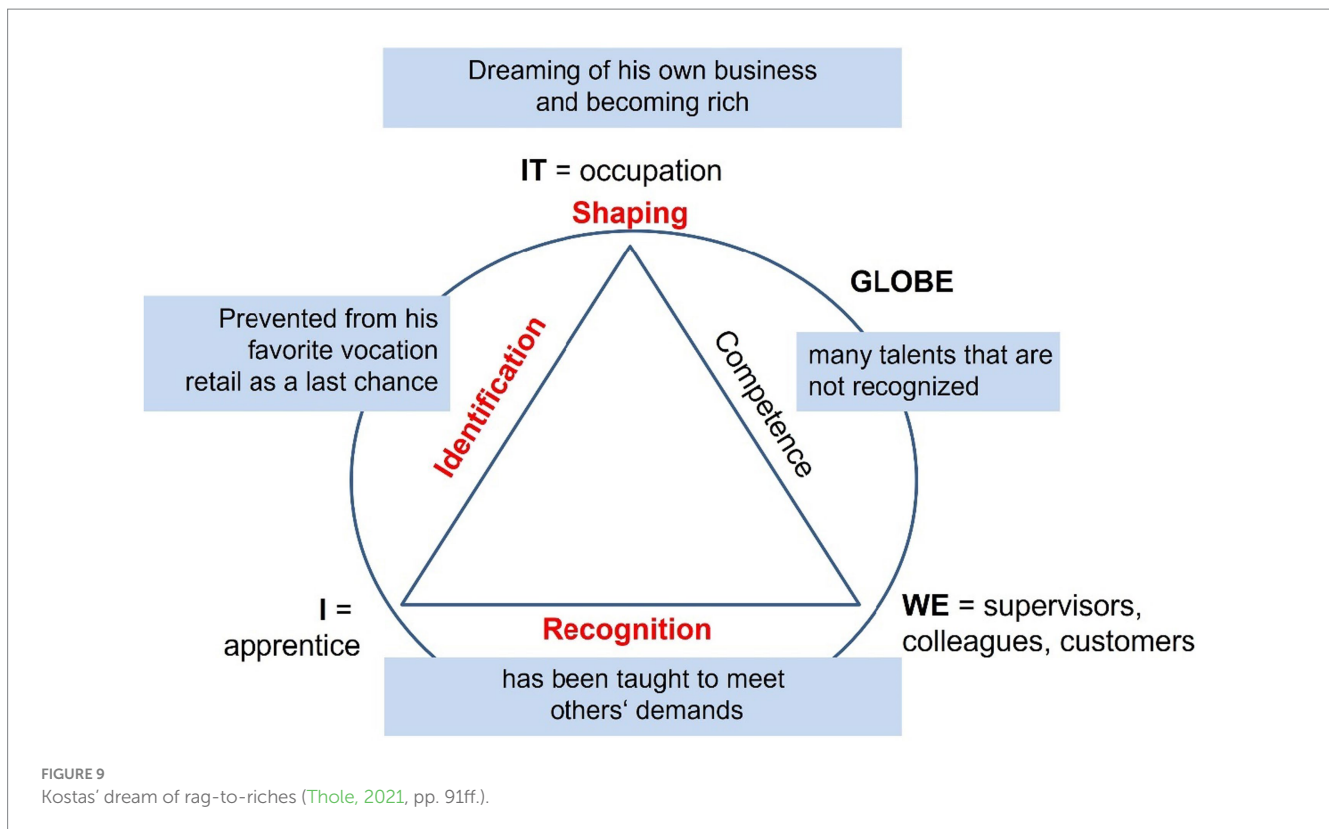 Dreaming of his own business
and becoming rich
IT = occupation
Shaping
GLOBE
Prevented from his
favorite vocation
retail as a last chance
Identification
Competence
many talents that are
not recognized
I =
apprentice
Recognition
WE = supervisors,
colleagues, customers
has been taught to meet
others‘ demands
FIGURE 9
Kostas’ dream of rag-to-riches (Thole, 2021, pp. 91ff.).